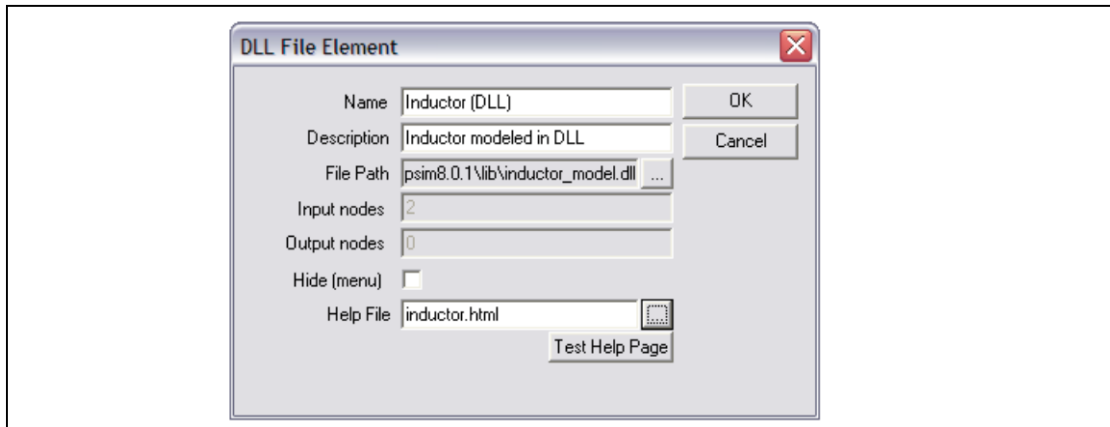 DLL File Element
Name Inductor (DLL) OK
Description Inductor modeled in DLL Cancel
File Path psim8.0.1\lib\inductor_model.dll ...
Input nodes 2
Output nodes 0
Hide (menu)
Help File inductor.html ...
Test Help Page